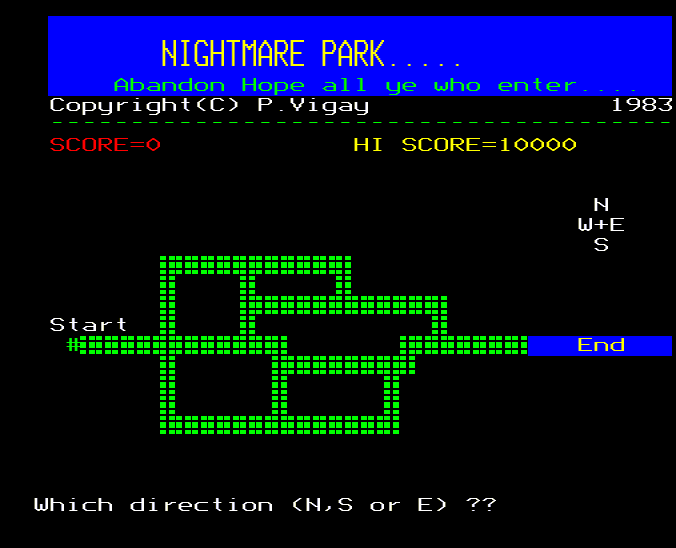 NIGHTMARE PARK.....
Abandon Hope all ye who enter....
Copyright(C) P.Vigay 1983
---------------------------------------
SCORE=0 HI SCORE=10000
N
W+E
S
Start
# End
Which direction (N,S or E) ??